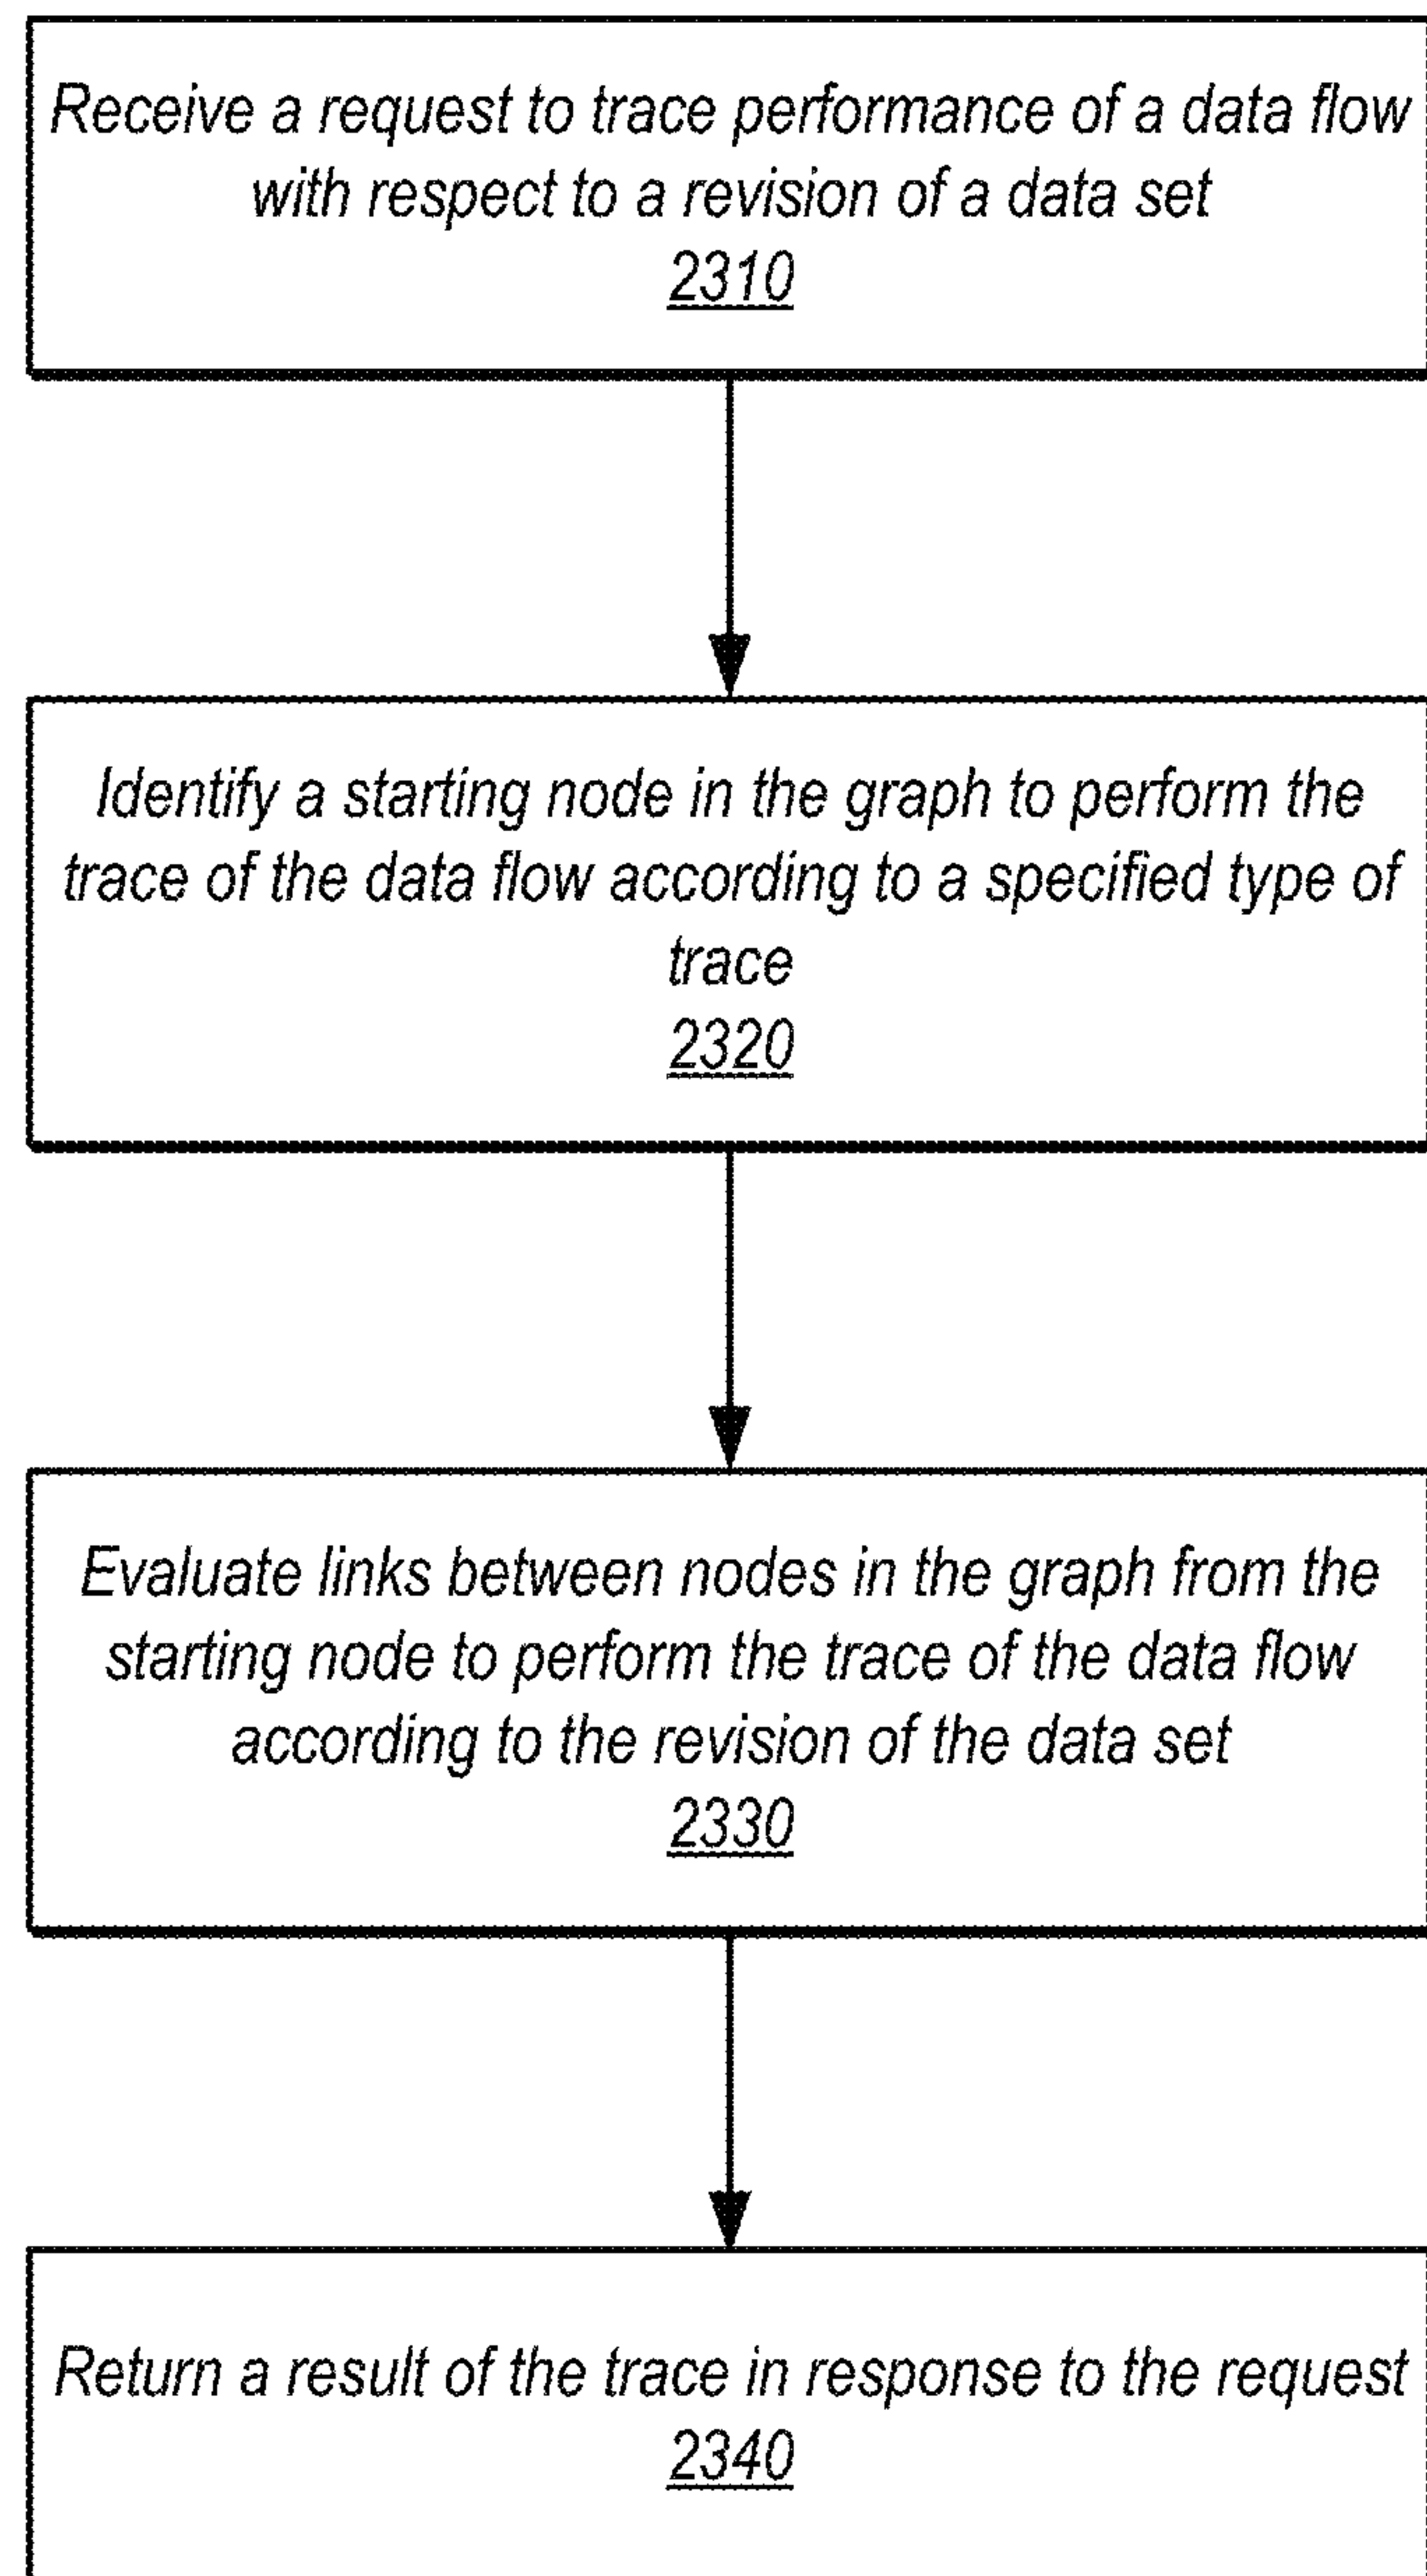 Receive a request to trace performance of a data flow
with respect to a revision of a data set
2310
Identify a starting node in the graph to perform the
trace of the data flow according to a specified type of
trace
2320
Evaluate links between nodes in the graph from the
starting node to perform the trace of the data flow
according to the revision of the data set
2330
Return a result of the trace in response to the request
2340